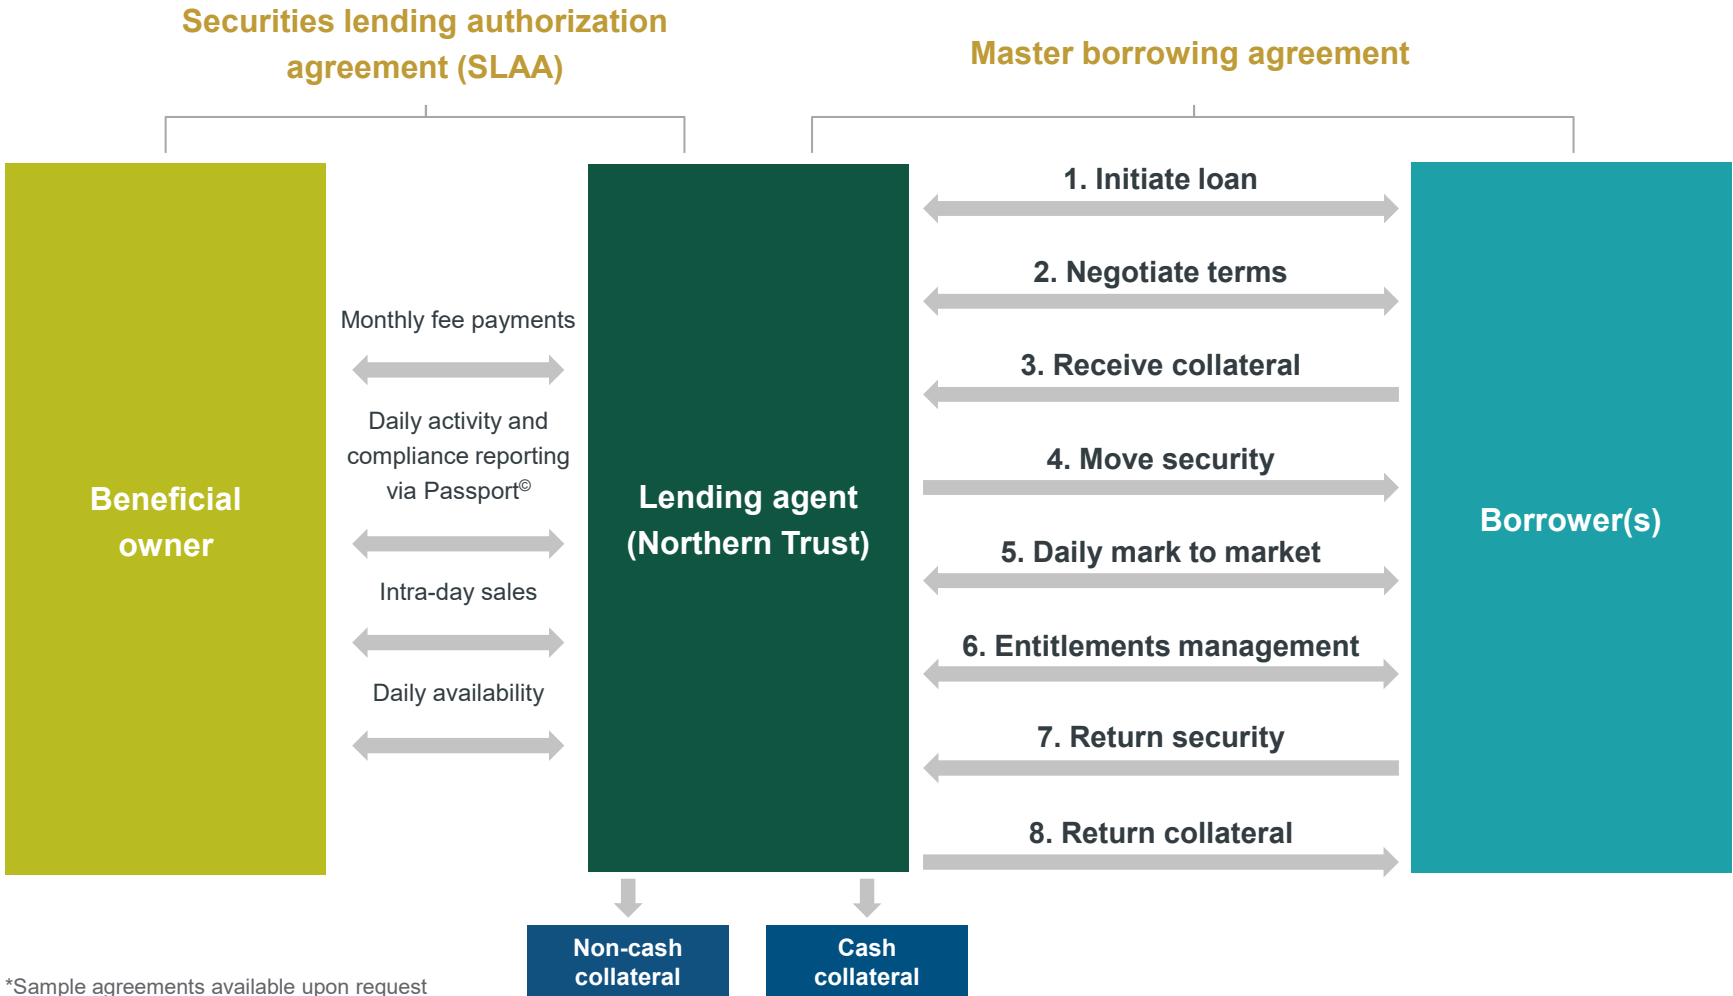 Securities lending authorization
agreement (SLAA)
Master borrowing agreement
Beneficial
owner
Monthly fee payments
Daily activity and
compliance reporting
via Passport©
Intra-day sales
Daily availability
Lending agent
(Northern Trust)
1. Initiate loan
2. Negotiate terms
3. Receive collateral
4. Move security
5. Daily mark to market
6. Entitlements management
7. Return security
8. Return collateral
Borrower(s)
Non-cash
collateral
Cash
collateral
*Sample agreements available upon request